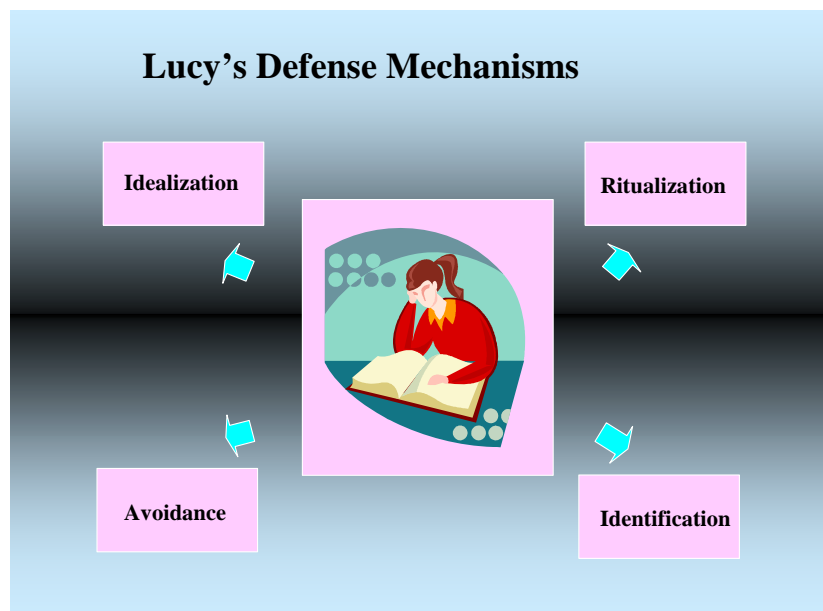 Lucy’s Defense Mechanisms
Idealization
Ritualization
Avoidance
Identification